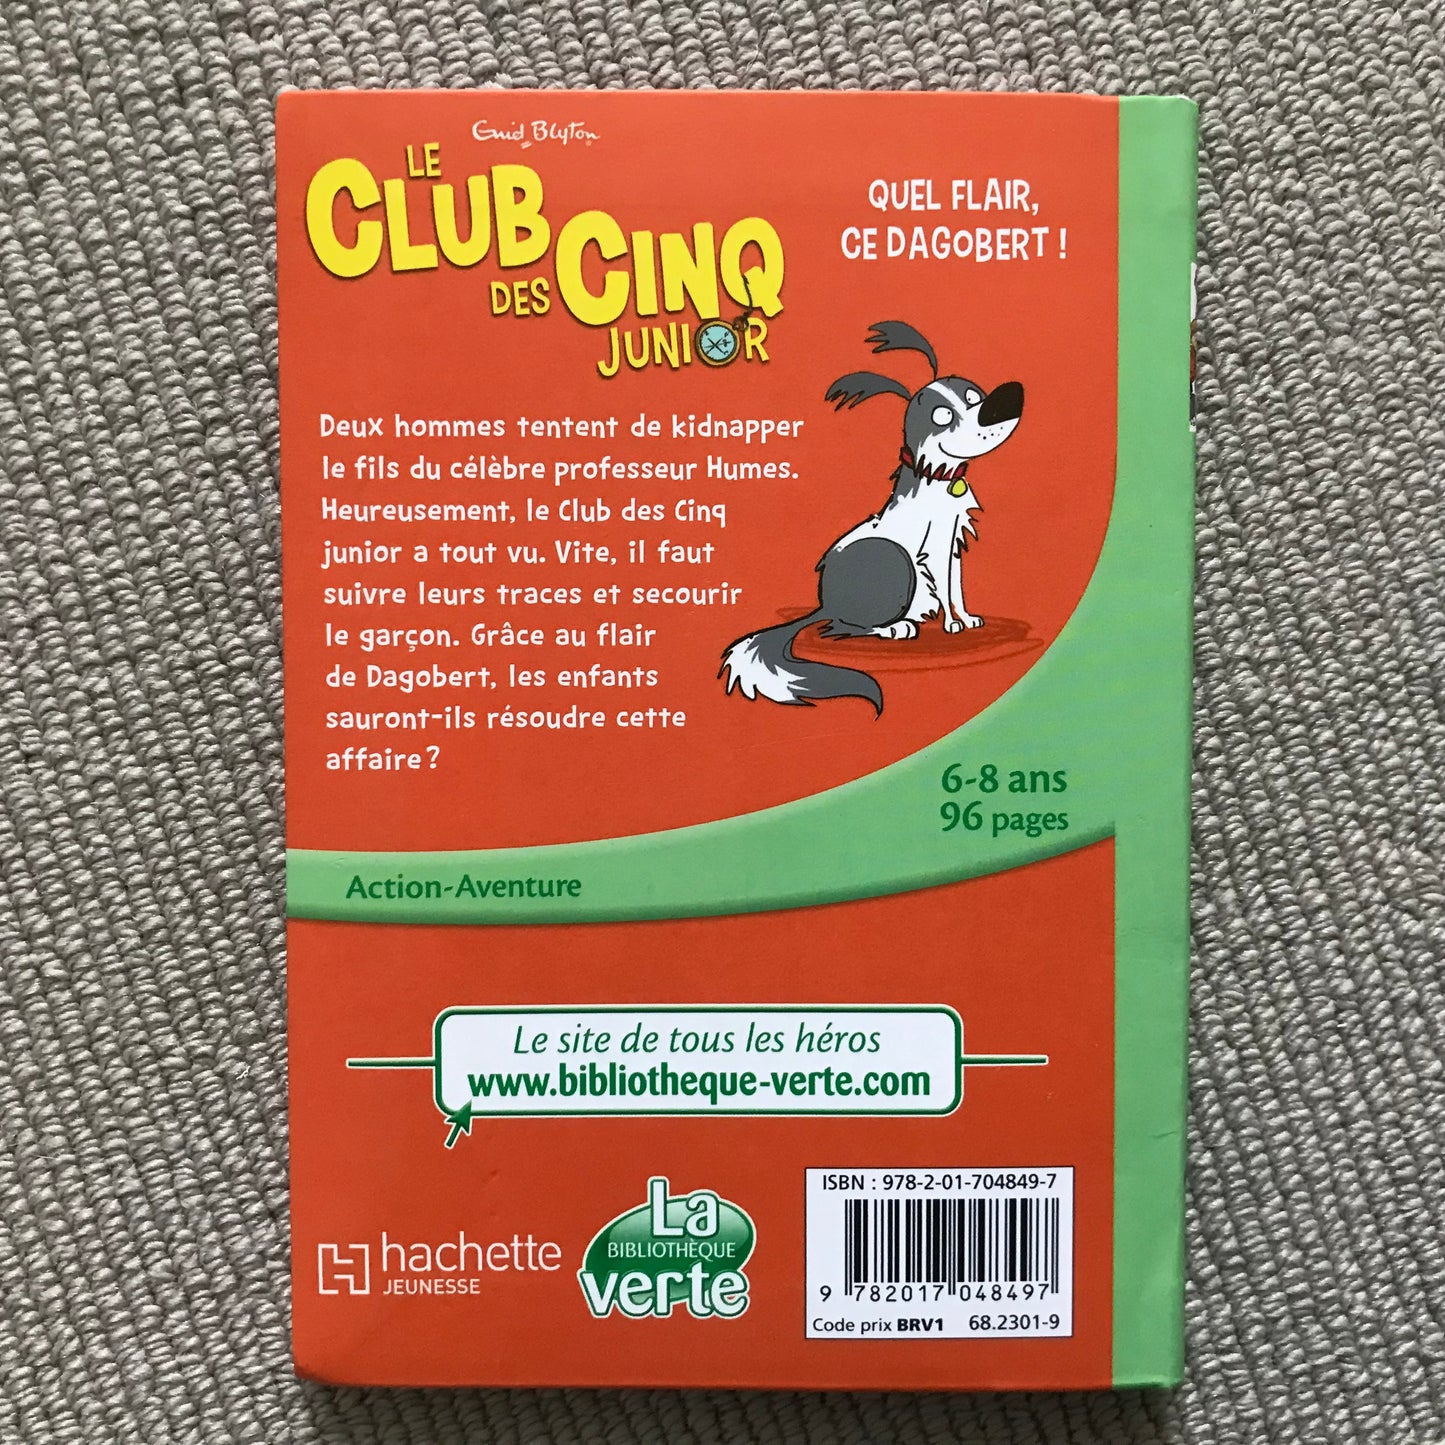 Enid Blyton
LE
CLUB
DES CINQ
JUNIOR
QUEL FLAIR,
CE DAGOBERT !
Deux hommes tentent de kidnapper
le fils du célèbre professeur Humes.
Heureusement, le Club des Cinq
junior a tout vu. Vite, il faut
suivre leurs traces et secourir
le garçon. Grâce au flair
de Dagobert, les enfants
sauront-ils résoudre cette
affaire ?
6-8 ans
96 pages
Action-Aventure
Le site de tous les héros
www.bibliotheque-verte.com
hachette
JEUNESSE
La
BIBLIOTHÈQUE
verte
ISBN : 978-2-01-704849-7
9 782017 048497
Code prix BRV1 68.2301-9